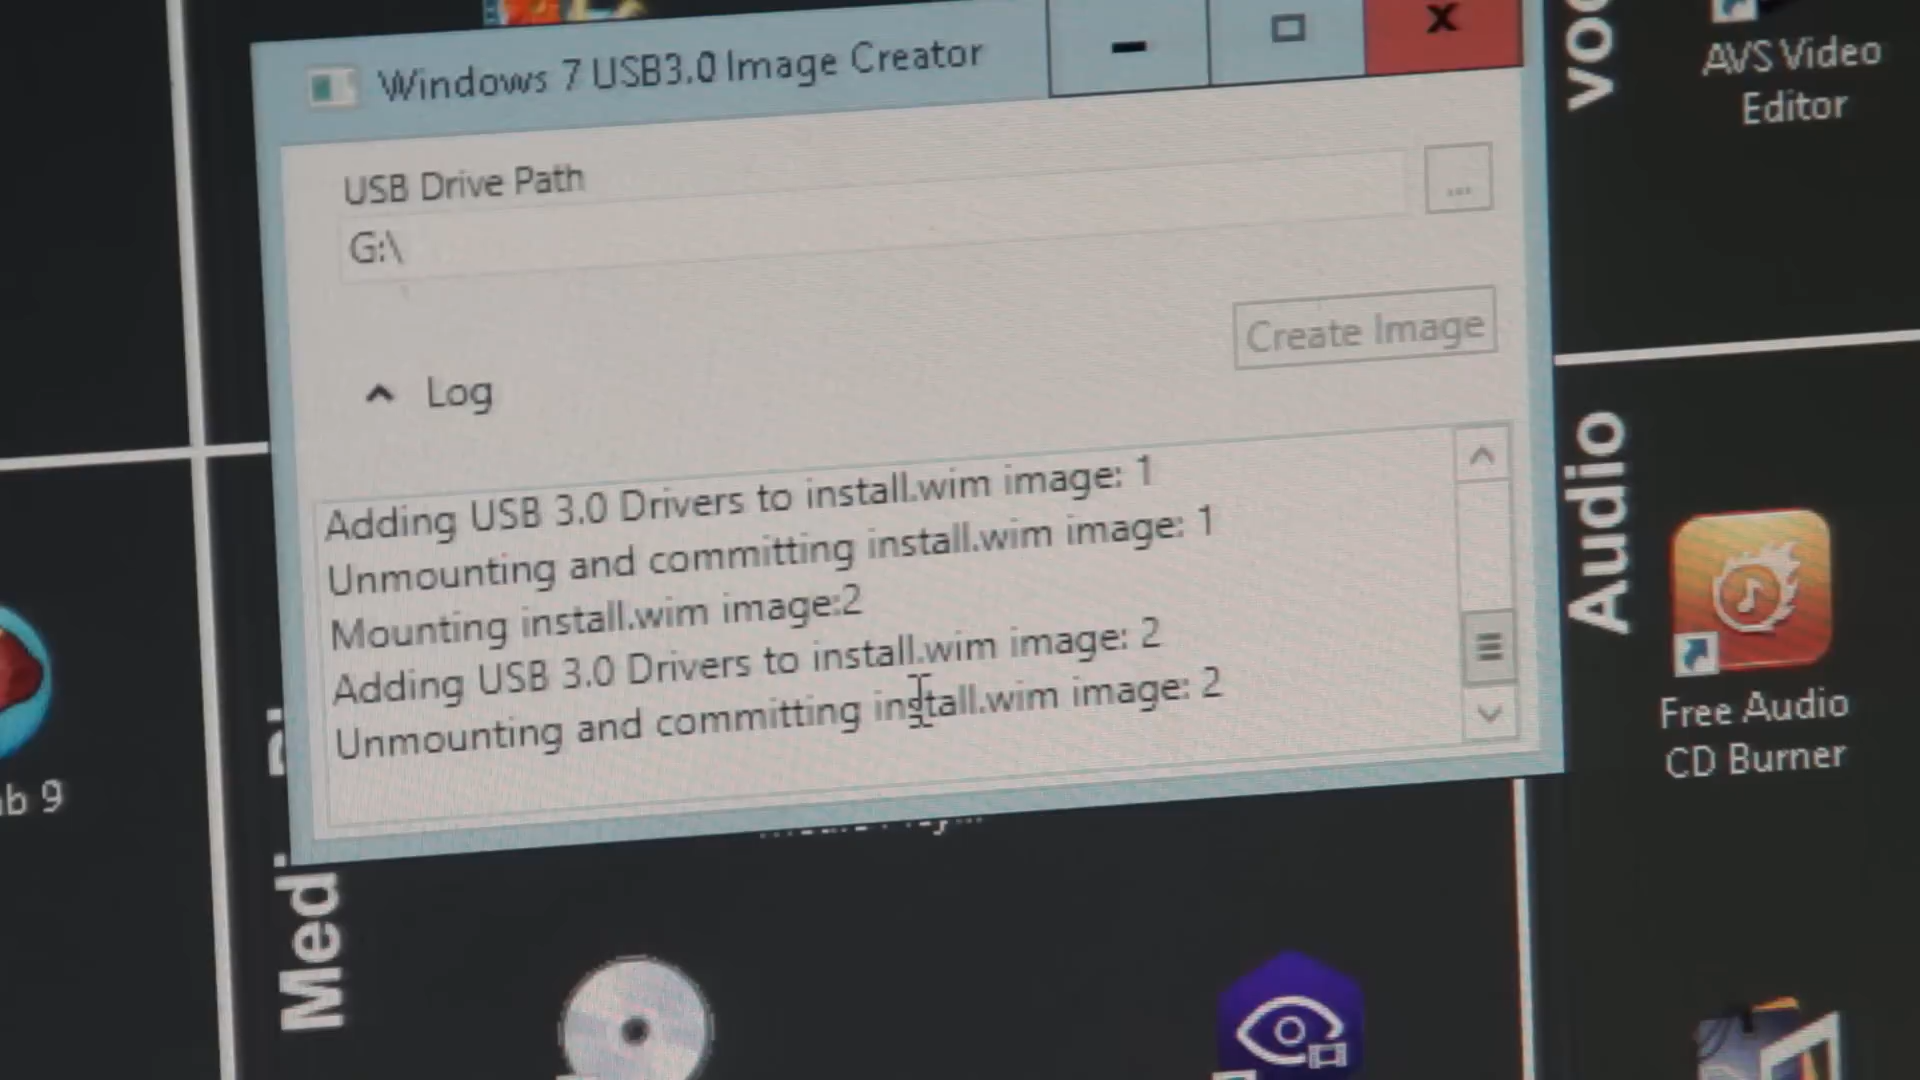 Windows 7 USB3.0 Image Creator
USB Drive Path
G:\
...
Create Image
Log
Adding USB 3.0 Drivers to install.wim image: 1
Unmounting and committing install.wim image: 1
Mounting install.wim image:2
Adding USB 3.0 Drivers to install.wim image: 2
Unmounting and committing install.wim image: 2
AVS Video
Editor
Audio
Free Audio
CD Burner